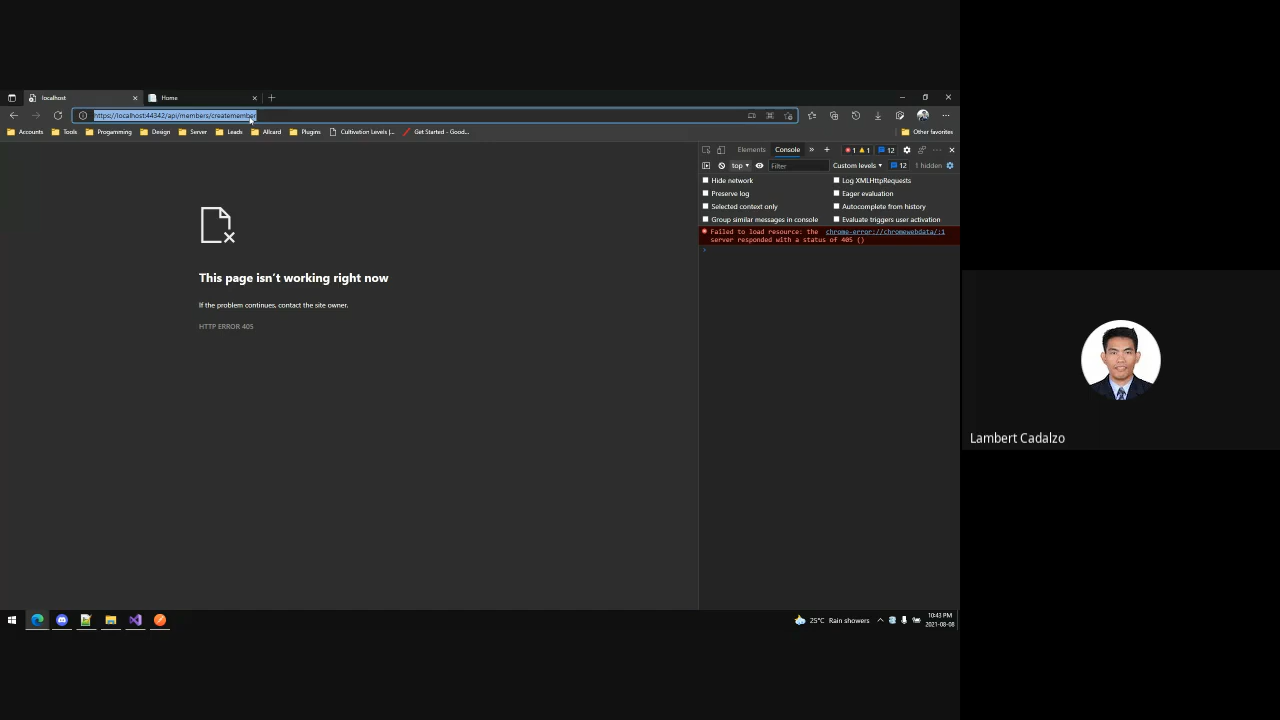 localhost
Home
https://localhost:44342/api/members/createmember
Accounts Tools Progamming Design Server Leads Allcard Plugins Cultivation Levels |... Get Started - Good... Other favorites
Elements Console 1 1 12
top Filter Custom levels 12 1 hidden
Hide network Log XMLHttpRequests
Preserve log Eager evaluation
Selected context only Autocomplete from history
Group similar messages in console Evaluate triggers user activation
Failed to load resource: the chrome-error://chromewebdata/:1
server responded with a status of 405 ()
This page isn't working right now
If the problem continues, contact the site owner.
HTTP ERROR 405
Lambert Cadalzo
25°C Rain showers
10:43 PM
2021-08-08